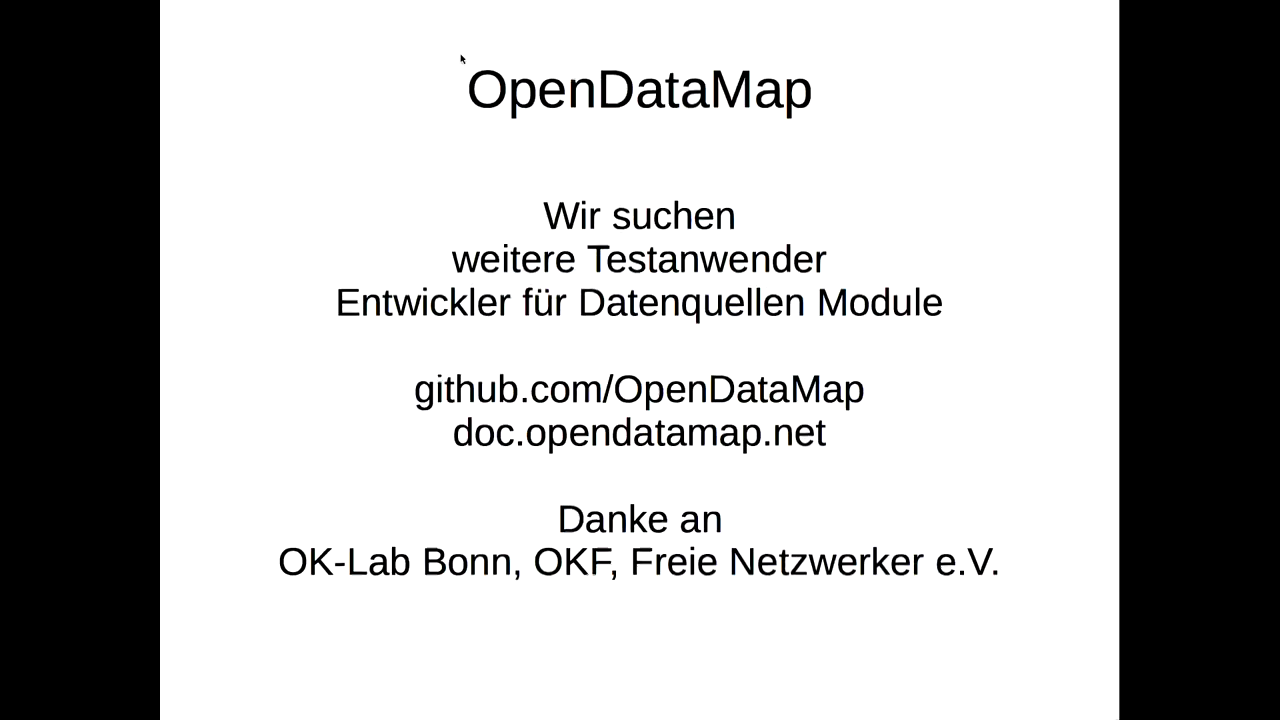 OpenDataMap
Wir suchen
weitere Testanwender
Entwickler für Datenquellen Module
github.com/OpenDataMap
doc.opendatamap.net
Danke an
OK-Lab Bonn, OKF, Freie Netzwerker e.V.